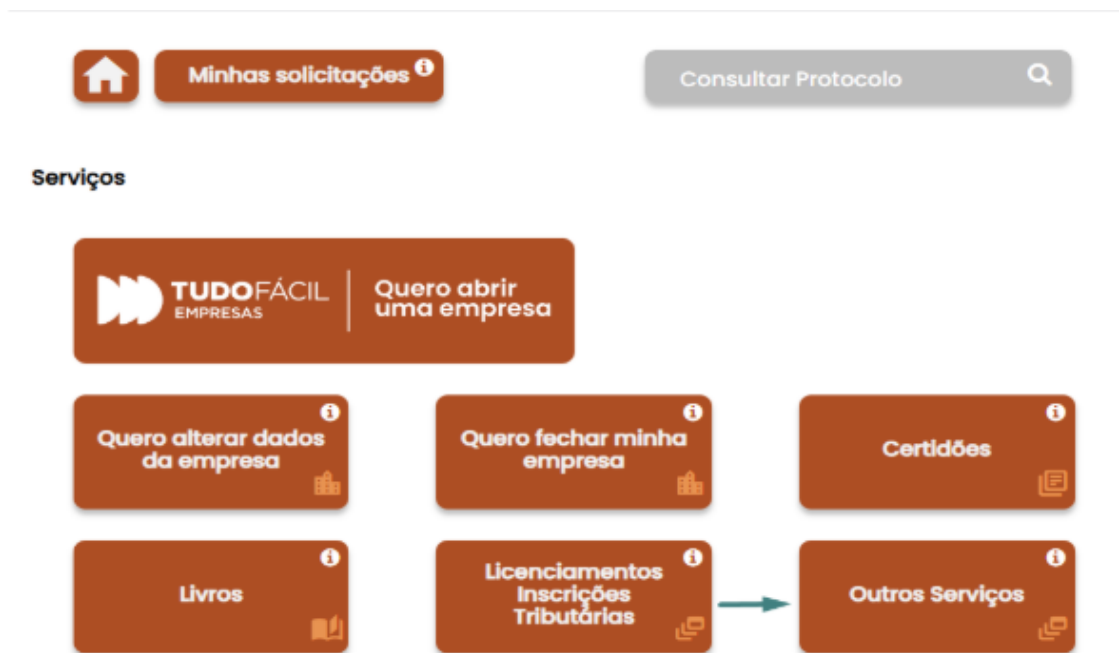 Minhas solicitações
Consultar Protocolo
Serviços
TUDOFÁCIL
EMPRESAS
Quero abrir
uma empresa
Quero alterar dados
da empresa
Quero fechar minha
empresa
Certidões
Livros
Licenciamentos
Inscrições
Tributárias
Outros Serviços